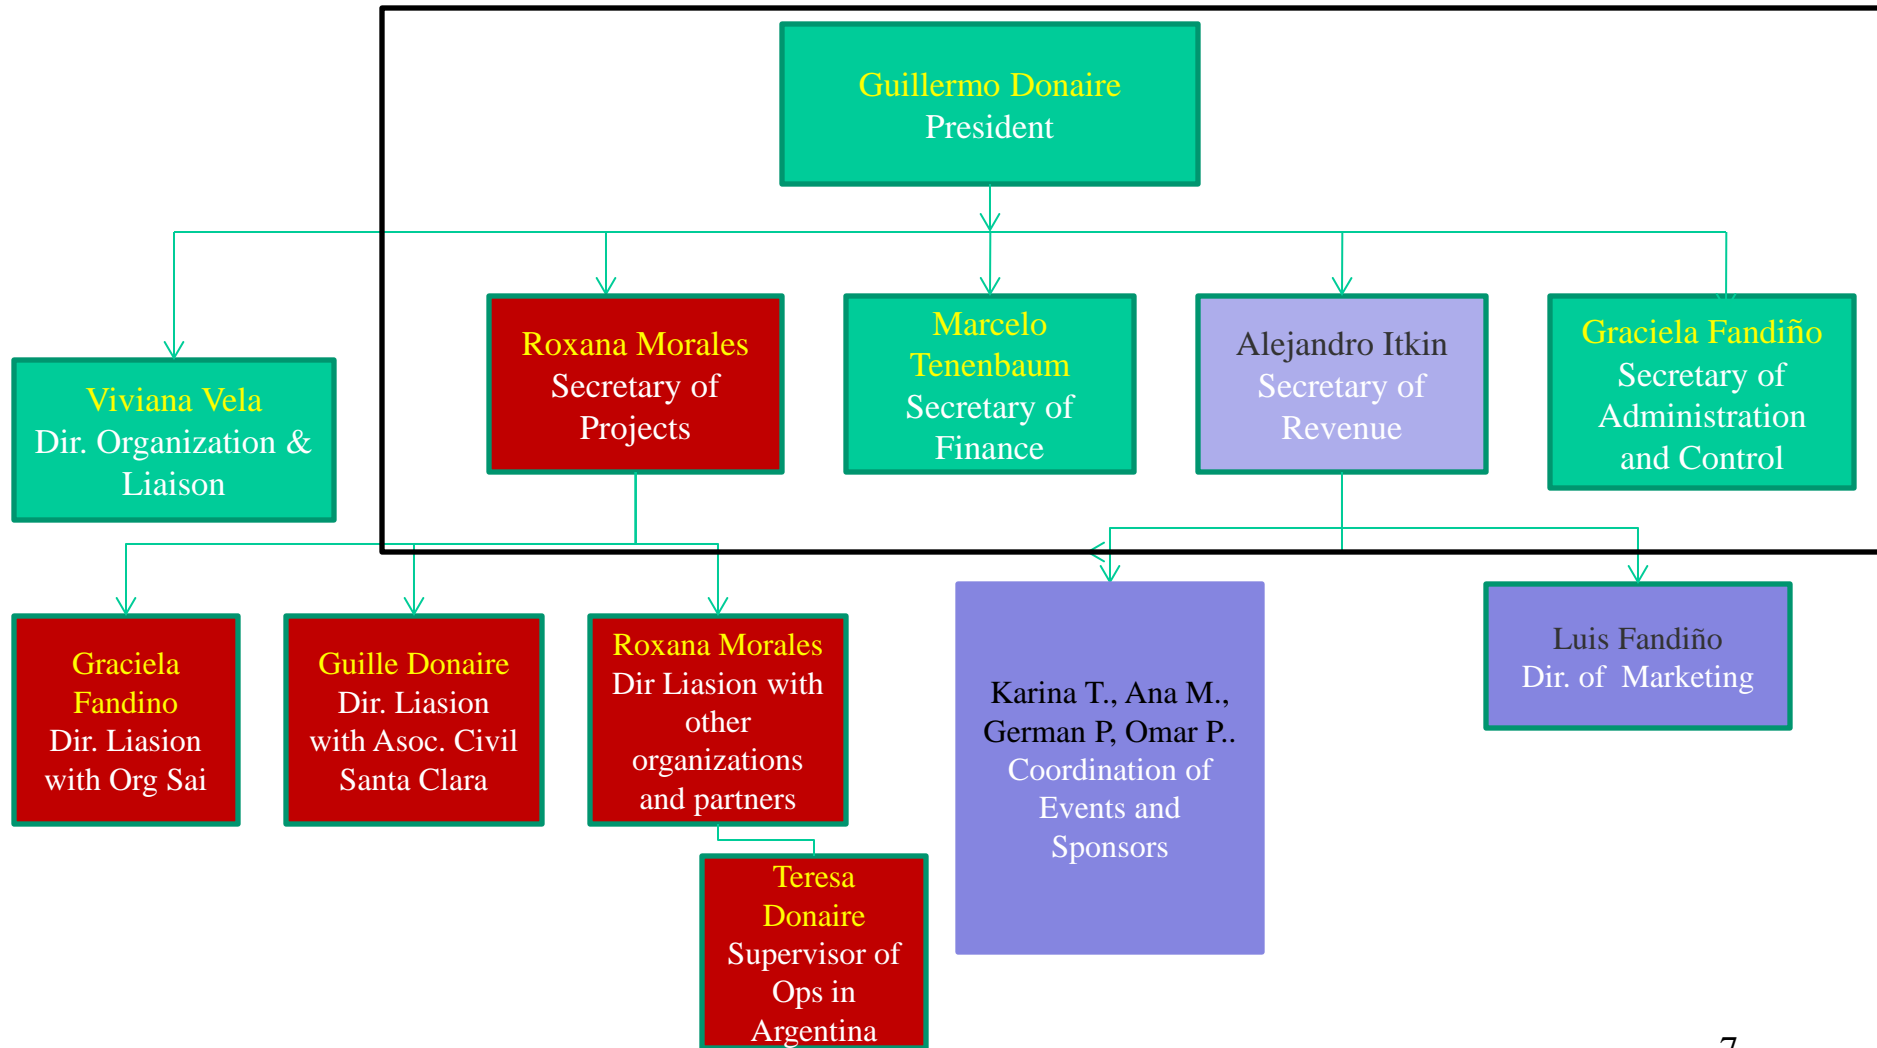 Guillermo Donaire
President
Viviana Vela
Dir. Organization &
Liaison
Roxana Morales
Secretary of
Projects
Marcelo
Tenenbaum
Secretary of
Finance
Alejandro Itkin
Secretary of
Revenue
Graciela Fandiño
Secretary of
Administration
and Control
Graciela
Fandino
Dir. Liasion
with Org Sai
Guille Donaire
Dir. Liasion
with Asoc. Civil
Santa Clara
Roxana Morales
Dir Liasion with
other
organizations
and partners
Karina T., Ana M.,
German P, Omar P..
Coordination of
Events and
Sponsors
Luis Fandiño
Dir. of  Marketing
Teresa
Donaire
Supervisor of
Ops in
Argentina
7